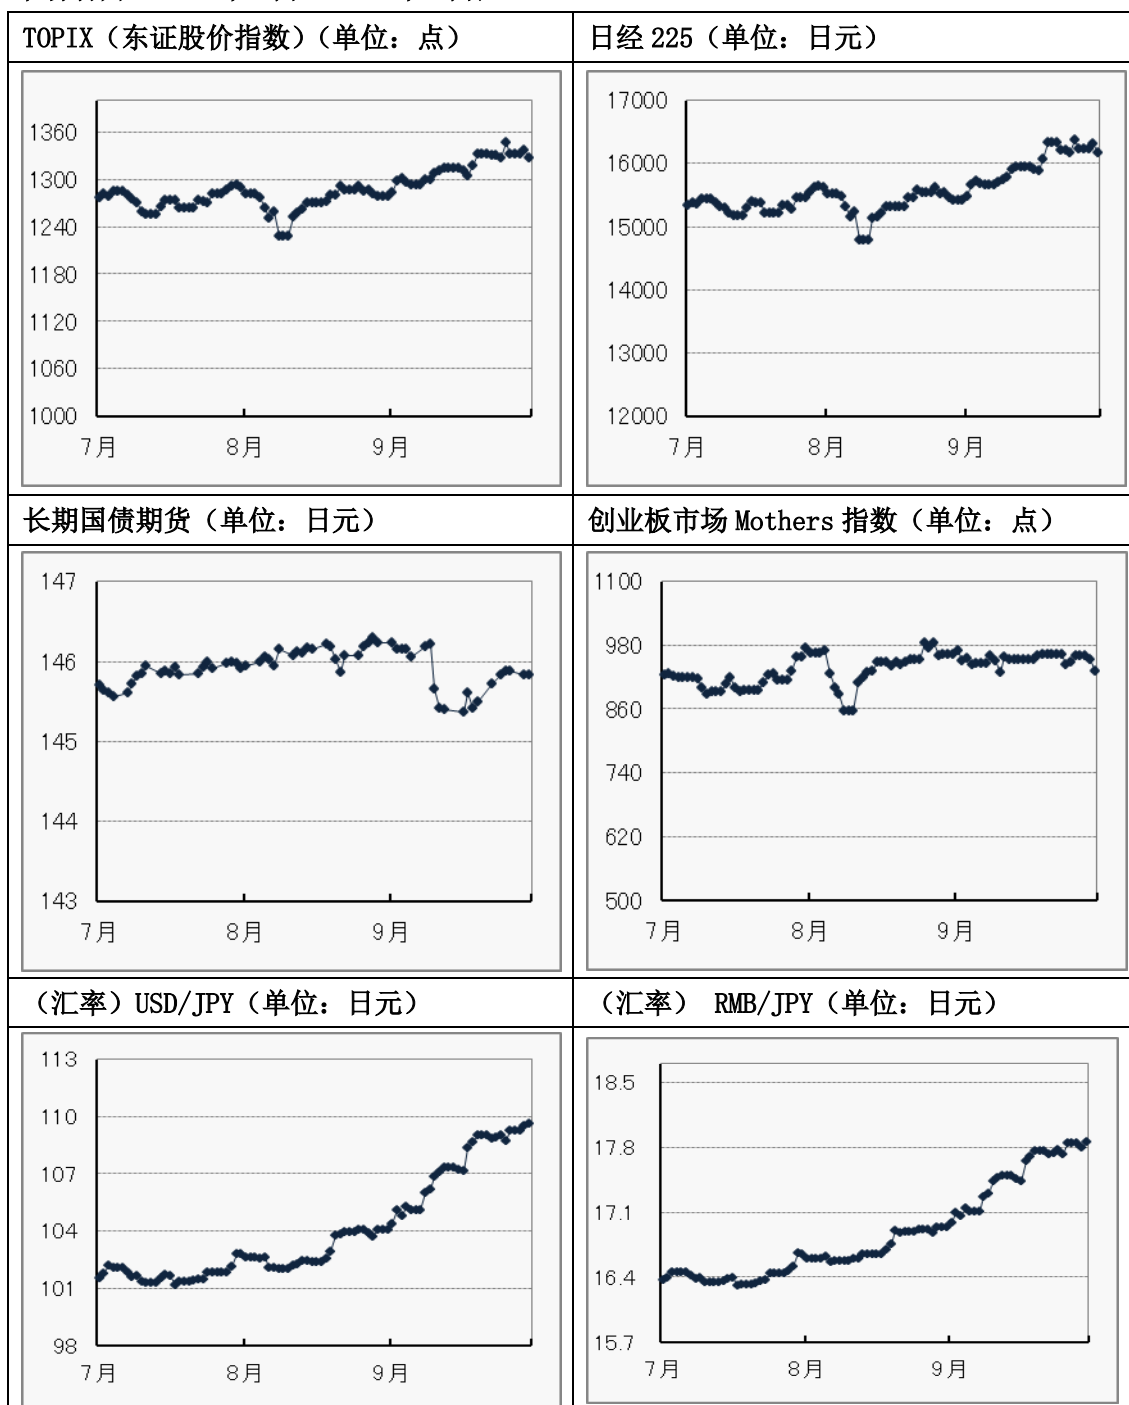 TOPIX（东证股价指数）（单位：点）
日经 225（单位：日元）
1360
1300
1240
1180
1120
1060
1000
7月
8月
9月
17000
16000
15000
14000
13000
12000
7月
8月
9月
长期国债期货（单位：日元）
创业板市场 Mothers 指数（单位：点）
147
146
145
144
143
7月
8月
9月
1100
980
860
740
620
500
7月
8月
9月
（汇率）USD/JPY（单位：日元）
（汇率） RMB/JPY（单位：日元）
113
110
107
104
101
98
7月
8月
9月
18.5
17.8
17.1
16.4
15.7
7月
8月
9月